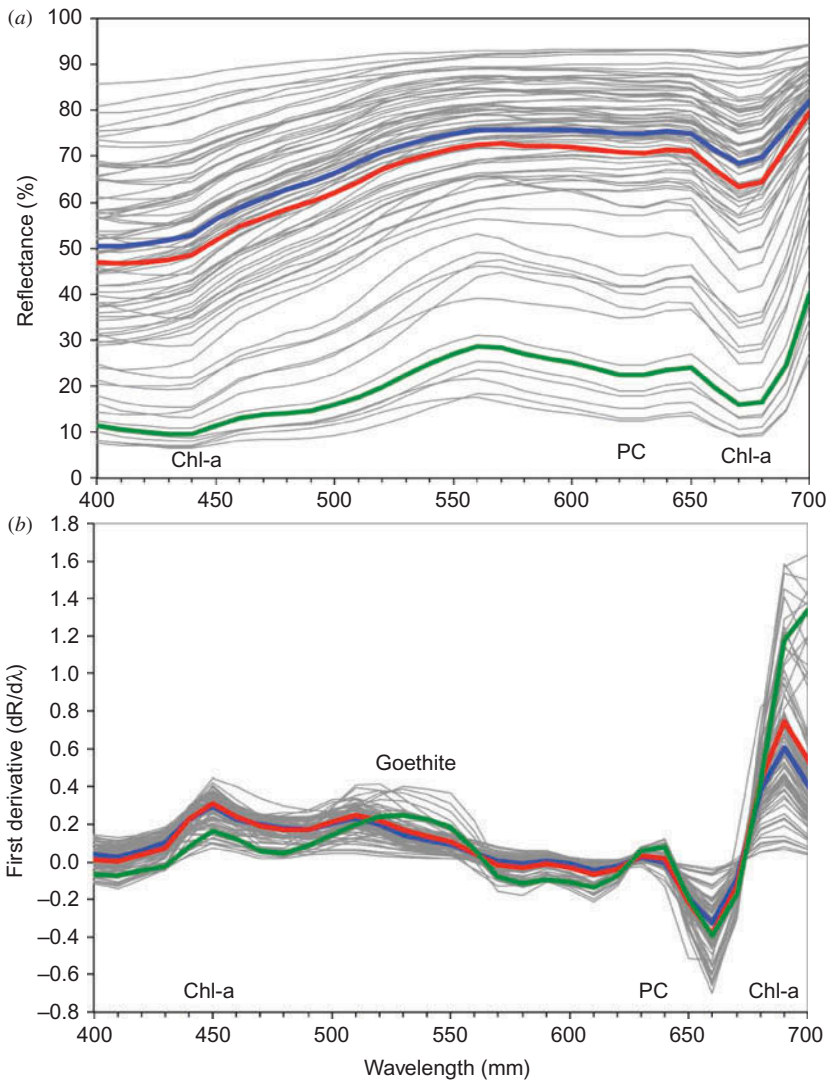 (a)
100
90
80
70
60
50
40
30
20
10
0
Reflectance (%)
Chl-a
PC
Chl-a
400 450 500 550 600 650 700
(b)
1.8
1.6
1.4
1.2
1.0
0.8
0.6
0.4
0.2
0.0
–0.2
–0.4
–0.6
–0.8
First derivative (dR/dλ)
Goethite
Chl-a
PC
Chl-a
400 450 500 550 600 650 700
Wavelength (mm)